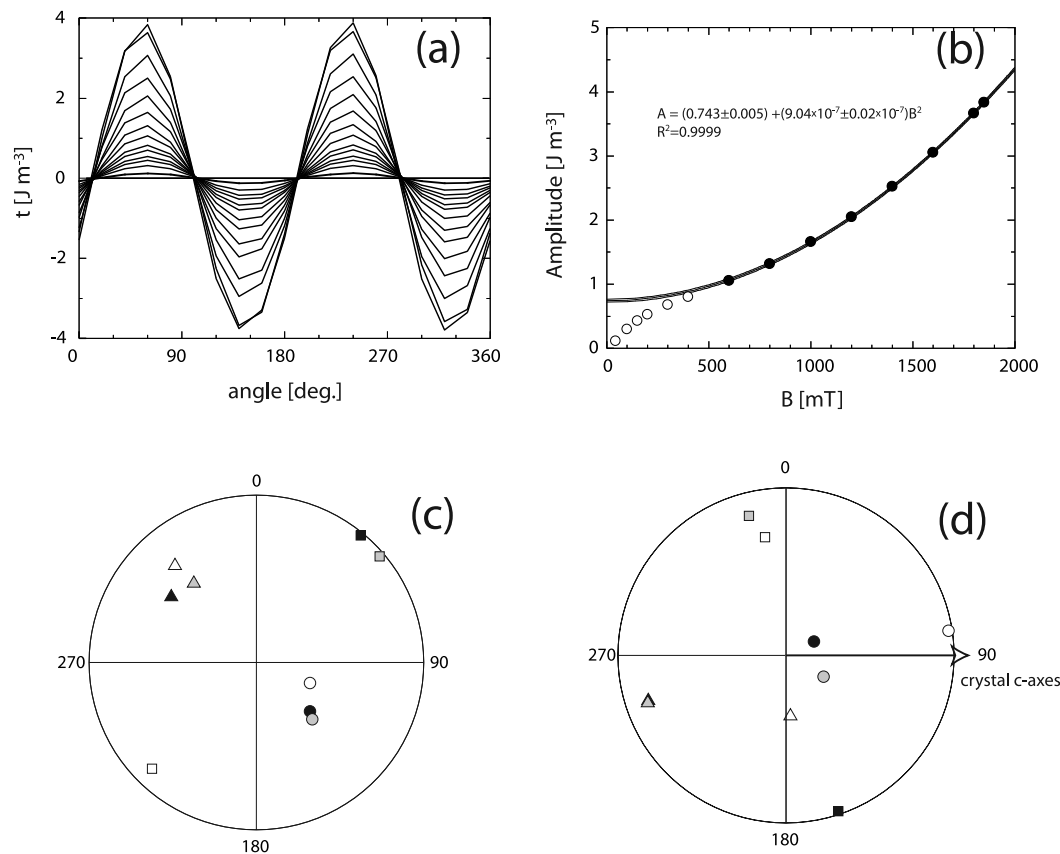 (a)
4
2
0
-2
-4
t [J m-3]
0 90 180 270 360
angle [deg.]
(b)
A = (0.743±0.005) +(9.04×10-7±0.02×10-7)B2
R2=0.9999
5
4
3
2
1
0
Amplitude [J m-3]
0 500 1000 1500 2000
B [mT]
(c)
0
270
90
180
(d)
0
270
90
crystal c-axes
180